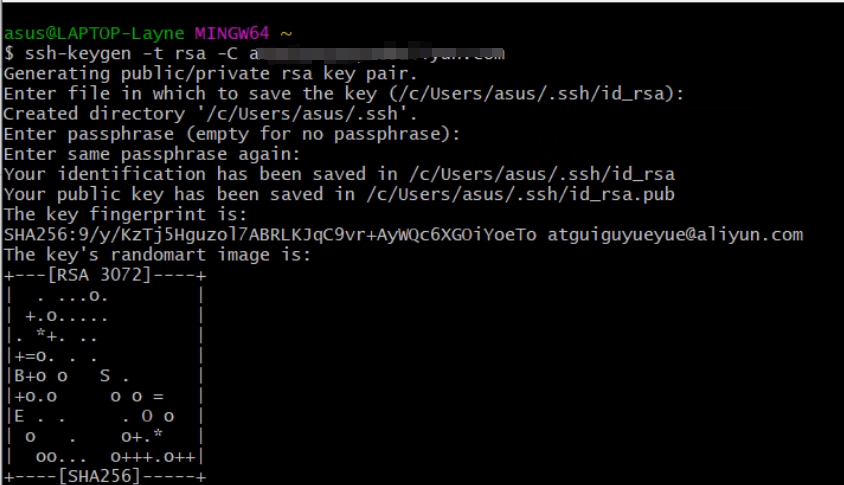 asus@LAPTOP-Layne MINGW64 ~
$ ssh-keygen -t rsa -C
Generating public/private rsa key pair.
Enter file in which to save the key (/c/Users/asus/.ssh/id_rsa):
Created directory '/c/Users/asus/.ssh'.
Enter passphrase (empty for no passphrase):
Enter same passphrase again:
Your identification has been saved in /c/Users/asus/.ssh/id_rsa
Your public key has been saved in /c/Users/asus/.ssh/id_rsa.pub
The key fingerprint is:
SHA256:9/y/KzTj5Hguzol7ABRLKJqC9vr+AyWQc6XGOiYoeTo atguiguyueyue@aliyun.com
The key's randomart image is:
+---[RSA 3072]----+
|  . ...o.        |
| +.o.....        |
|. *+. ..         |
|+=o. . .         |
|B+o o   S .      |
|+o.o     o o =   |
|E . .     . O o  |
| o   .    o+.*   |
|  oo...  o+++.o++|
+----[SHA256]-----+